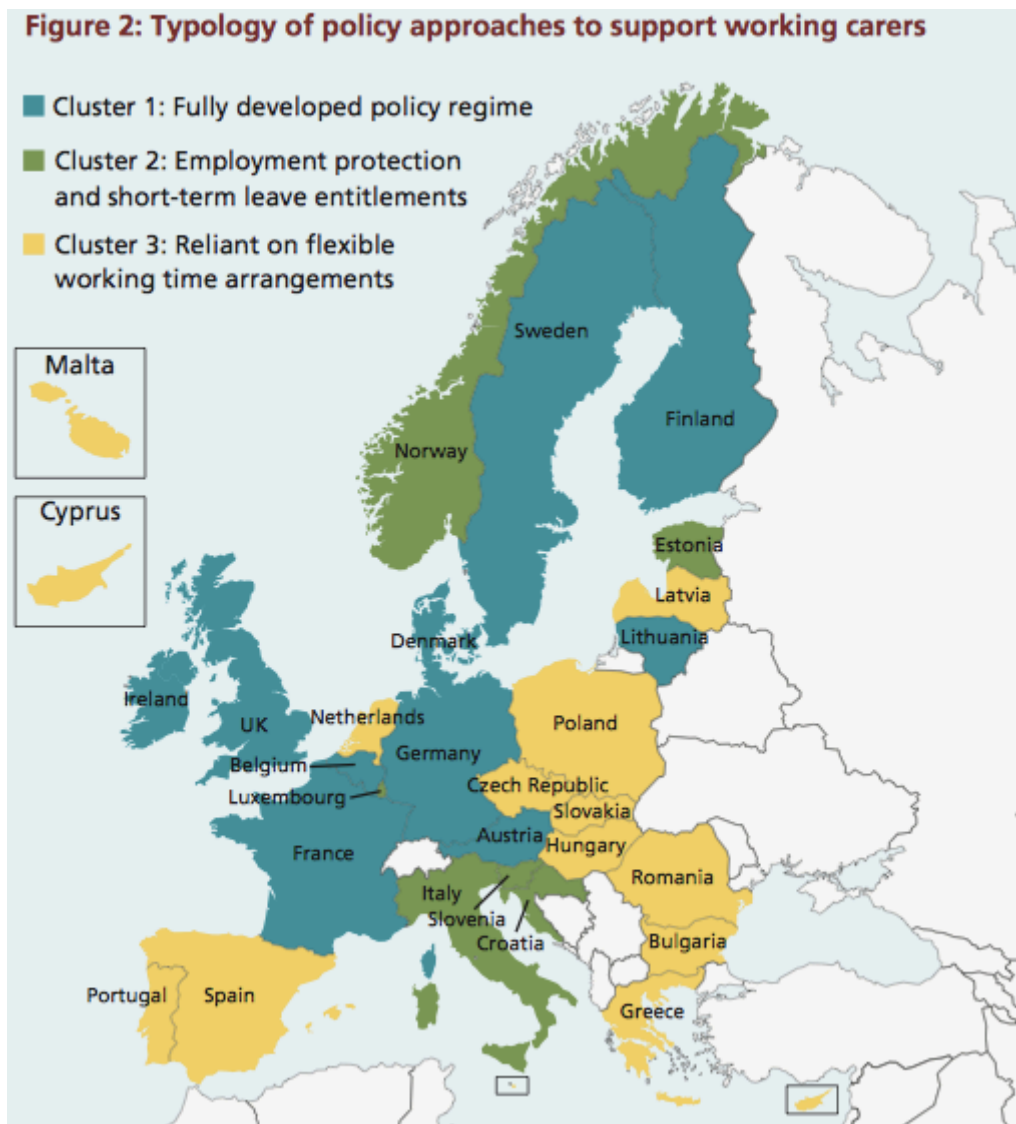 Figure 2: Typology of policy approaches to support working carers
Cluster 1: Fully developed policy regime
Cluster 2: Employment protection
and short-term leave entitlements
Cluster 3: Reliant on flexible
working time arrangements
Malta
Cyprus
Sweden
Finland
Norway
Estonia
Latvia
Lithuania
Denmark
Ireland
UK
Netherlands
Germany
Poland
Belgium
Luxembourg
Czech Republic
Slovakia
Austria
Hungary
France
Romania
Italy
Slovenia
Croatia
Bulgaria
Portugal
Spain
Greece